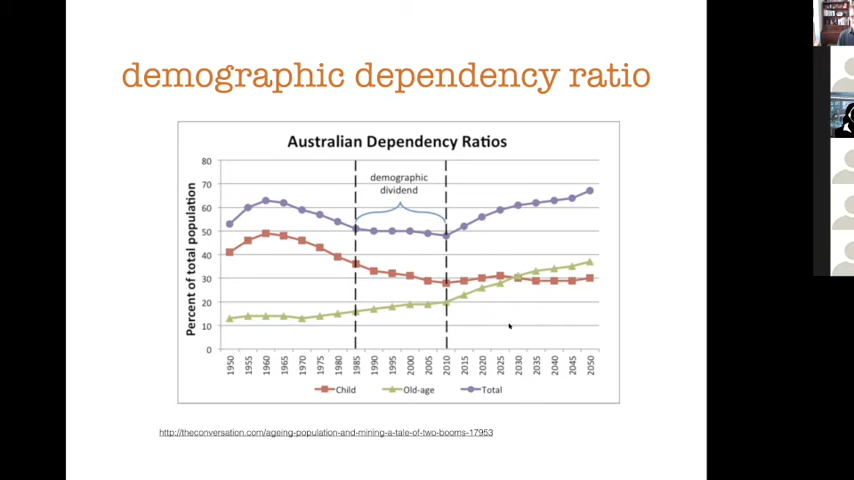 demographic dependency ratio
Australian Dependency Ratios
demographic
dividend
Percent of total population
80
70
60
50
40
30
20
10
0
1950 1955 1960 1965 1970 1975 1980 1985 1990 1995 2000 2005 2010 2015 2020 2025 2030 2035 2040 2045 2050
Child Old-age Total
http://theconversation.com/ageing-population-and-mining-a-tale-of-two-booms-17953